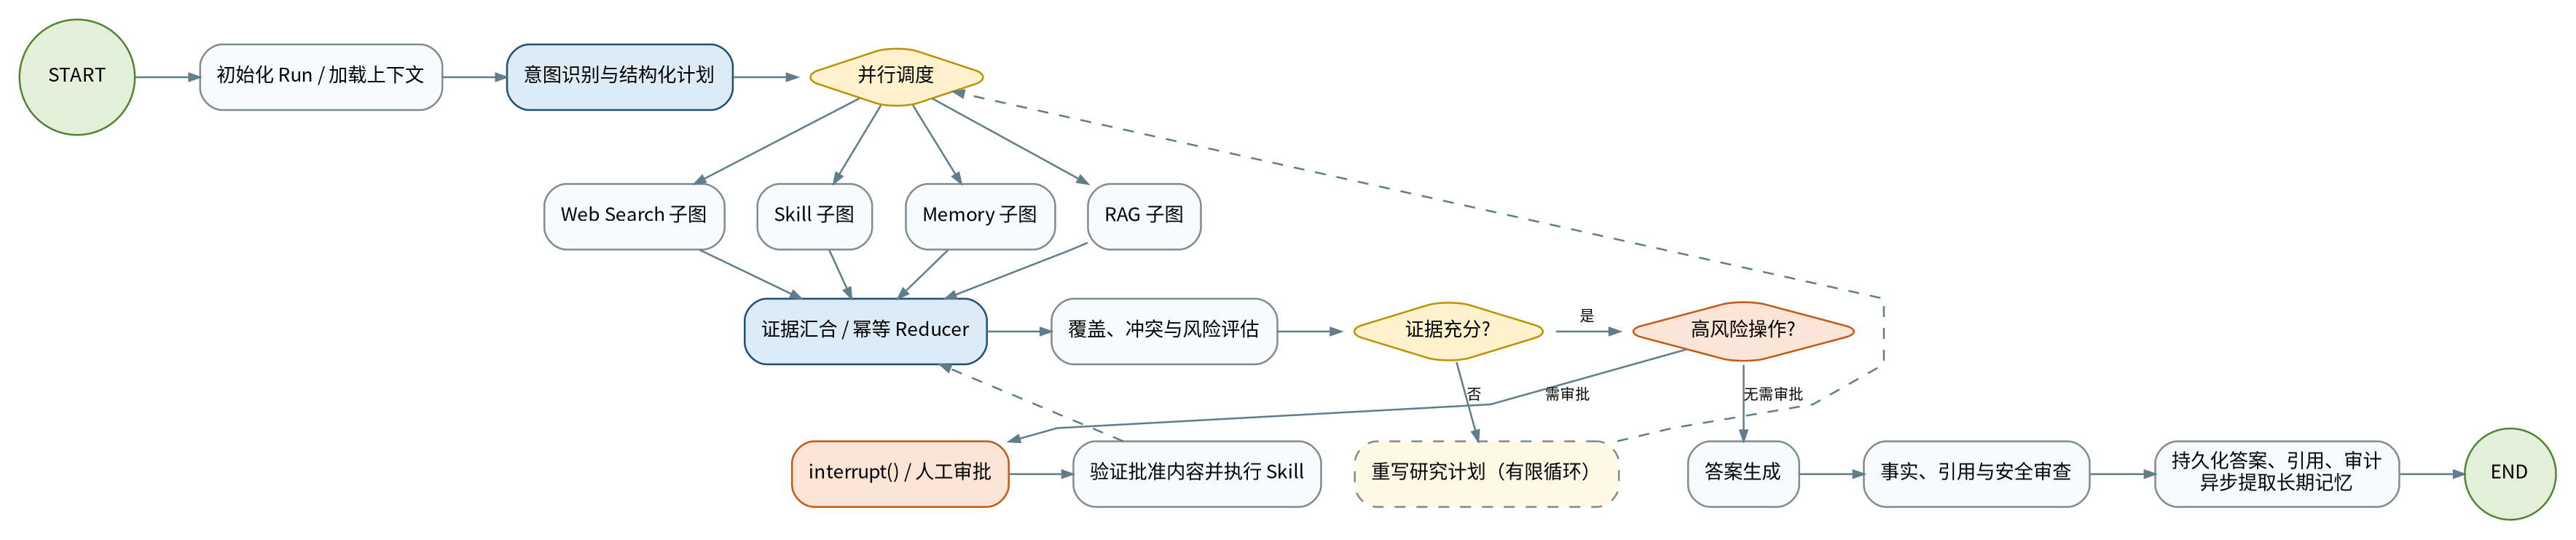 START
初始化 Run / 加载上下文
意图识别与结构化计划
并行调度
Web Search 子图
Skill 子图
Memory 子图
RAG 子图
证据汇合 / 幂等 Reducer
覆盖、冲突与风险评估
证据充分?
是
高风险操作?
否
需审批
无需审批
interrupt() / 人工审批
验证批准内容并执行 Skill
重写研究计划（有限循环）
答案生成
事实、引用与安全审查
持久化答案、引用、审计
异步提取长期记忆
END